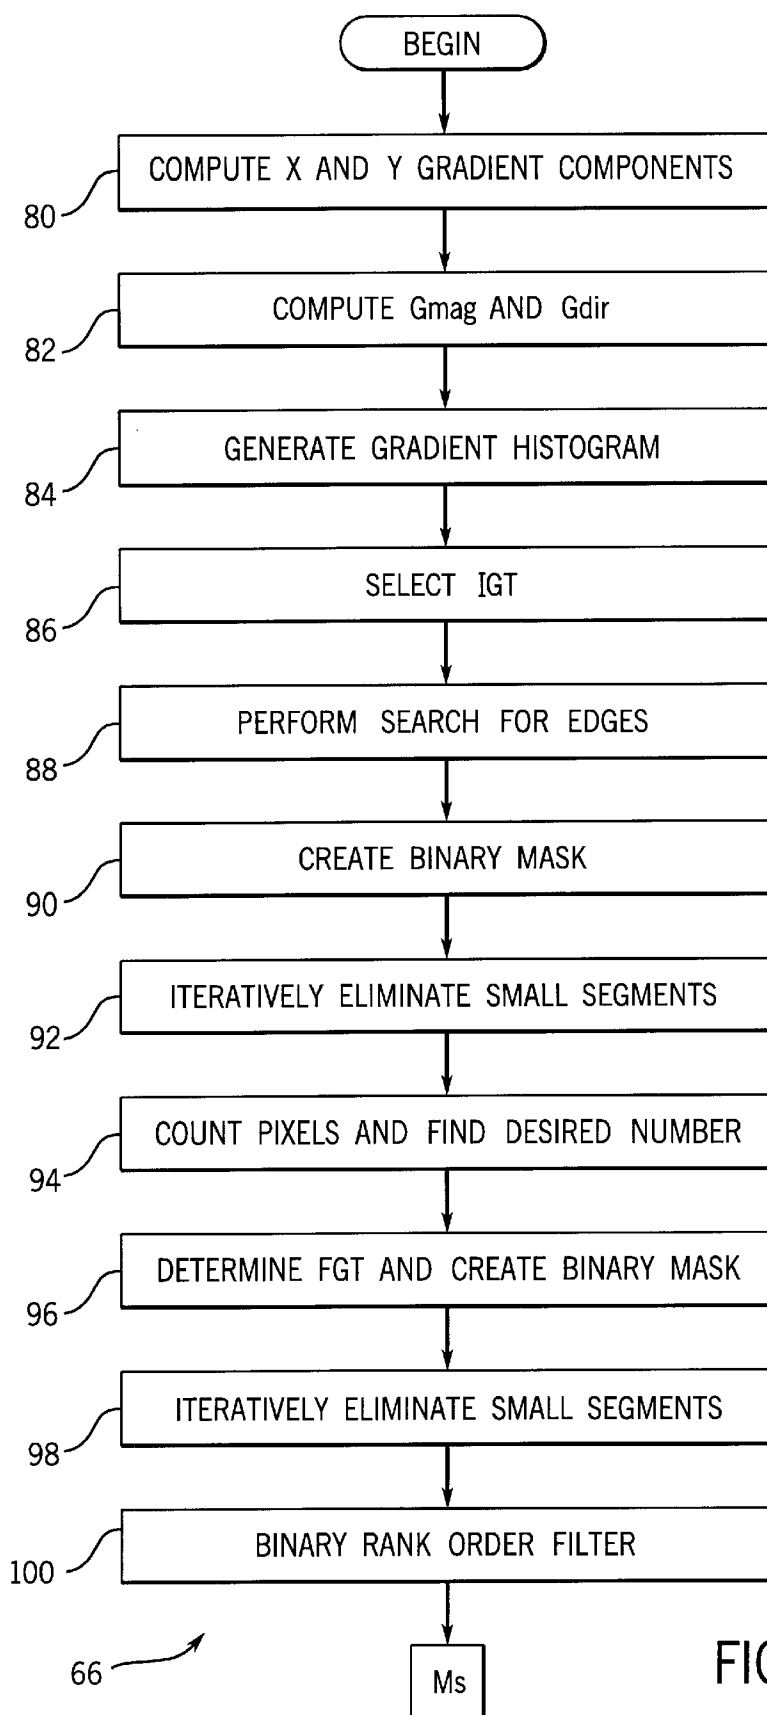 BEGIN
COMPUTE X AND Y GRADIENT COMPONENTS
80
COMPUTE Gmag AND Gdir
82
GENERATE GRADIENT HISTOGRAM
84
SELECT IGT
86
PERFORM SEARCH FOR EDGES
88
CREATE BINARY MASK
90
ITERATIVELY ELIMINATE SMALL SEGMENTS
92
COUNT PIXELS AND FIND DESIRED NUMBER
94
DETERMINE FGT AND CREATE BINARY MASK
96
ITERATIVELY ELIMINATE SMALL SEGMENTS
98
BINARY RANK ORDER FILTER
100
66
Ms